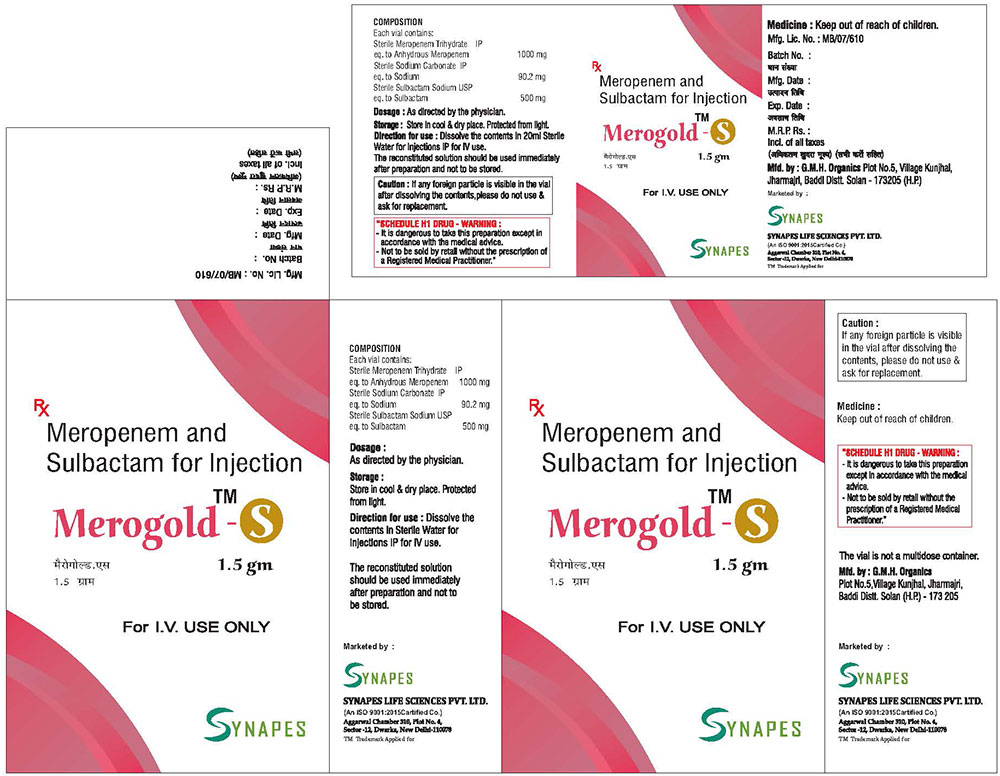 COMPOSITION
Each vial contains:
Sterile Meropenem Trihydrate IP
eq. to Anhydrous Meropenem 1000 mg
Sterile Sodium Carbonate IP
eq. to Sodium 90.2 mg
Sterile Sulbactam Sodium USP
eq. to Sulbactam 500 mg
Dosage : As directed by the physician.
Storage : Store in cool & dry place. Protected from light.
Direction for use : Dissolve the contents in 20ml Sterile
Water for Injections IP for IV use.
The reconstituted solution should be used immediately
after preparation and not to be stored.
Caution : If any foreign particle is visible in the vial
after dissolving the contents,please do not use &
ask for replacement.
"SCHEDULE H1 DRUG - WARNING :
- It is dangerous to take this preparation except in
accordance with the medical advice.
- Not to be sold by retail without the prescription of
a Registered Medical Practitioner."
Rx
Meropenem and
Sulbactam for Injection
Merogold - S TM
मैरोगोल्ड.एस 1.5 gm
1.5 ग्राम
For I.V. USE ONLY
SYNAPES
Medicine : Keep out of reach of children.
Mfg. Lic. No. : MB/07/610
Batch No. :
घान संख्या
Mfg. Date :
उत्पादन तिथि
Exp. Date :
अवसान तिथि
M.R.P. Rs. :
Incl. of all taxes
(अधिकतम खुदरा मूल्य) (सभी करों सहित)
Mfd. by : G.M.H. Organics Plot No.5, Village Kunjhal,
Jharmajri, Baddi Distt. Solan - 173205 (H.P.)
Marketed by :
SYNAPES
SYNAPES LIFE SCIENCES PVT. LTD.
(An ISO 9001:2015Certified Co.)
Aggarwal Chamber 310, Plot No. 4,
Sector -12, Dwarka, New Delhi-110078
TM Trademark Applied for
Mfg. Lic. No. : MB/07/610
Batch No. :
घान संख्या
Mfg. Date :
उत्पादन तिथि
Exp. Date :
अवसान तिथि
M.R.P. Rs. :
(अधिकतम खुदरा मूल्य)
Incl. of all taxes
(सभी करों सहित)
Rx
Meropenem and
Sulbactam for Injection
Merogold - S TM
मैरोगोल्ड.एस 1.5 gm
1.5 ग्राम
For I.V. USE ONLY
SYNAPES
COMPOSITION
Each vial contains:
Sterile Meropenem Trihydrate IP
eq. to Anhydrous Meropenem 1000 mg
Sterile Sodium Carbonate IP
eq. to Sodium 90.2 mg
Sterile Sulbactam Sodium USP
eq. to Sulbactam 500 mg
Dosage :
As directed by the physician.
Storage :
Store in cool & dry place. Protected
from light.
Direction for use : Dissolve the
contents in Sterile Water for
Injections IP for IV use.
The reconstituted solution
should be used immediately
after preparation and not to
be stored.
Marketed by :
SYNAPES
SYNAPES LIFE SCIENCES PVT. LTD.
(An ISO 9001:2015Certified Co.)
Aggarwal Chamber 310, Plot No. 4,
Sector -12, Dwarka, New Delhi-110078
TM Trademark Applied for
Rx
Meropenem and
Sulbactam for Injection
Merogold - S TM
मैरोगोल्ड.एस 1.5 gm
1.5 ग्राम
For I.V. USE ONLY
SYNAPES
Caution :
If any foreign particle is visible
in the vial after dissolving the
contents, please do not use &
ask for replacement.
Medicine :
Keep out of reach of children.
"SCHEDULE H1 DRUG - WARNING :
- It is dangerous to take this preparation
except in accordance with the medical
advice.
- Not to be sold by retail without the
prescription of a Registered Medical
Practitioner."
The vial is not a multidose container.
Mfd. by : G.M.H. Organics
Plot No.5,Village Kunjhal, Jharmajri,
Baddi Distt. Solan (H.P.) - 173 205
Marketed by :
SYNAPES
SYNAPES LIFE SCIENCES PVT. LTD.
(An ISO 9001:2015Certified Co.)
Aggarwal Chamber 310, Plot No. 4,
Sector -12, Dwarka, New Delhi-110078
TM Trademark Applied for